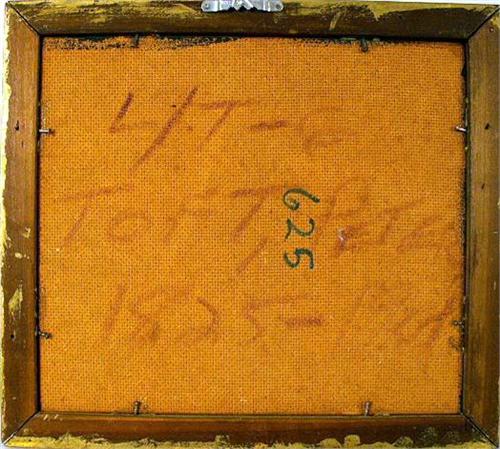 L/T-E
TOFT, Peter
1825-
625